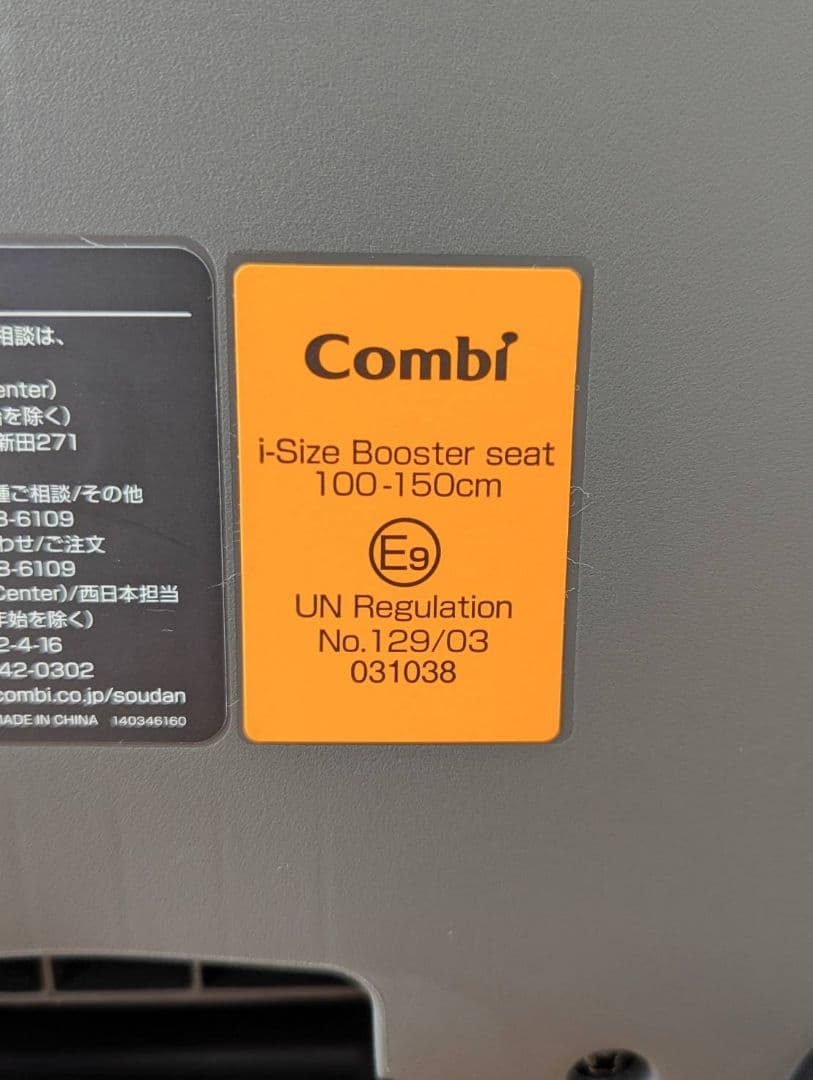 相談は、
enter)
を除く)
新田271
ご相談/その他
3-6109
わせ/ご注文
3-6109
Center)/西日本担当
年始を除く)
2-4-16
42-0302
combi.co.jp/soudan
MADE IN CHINA 140346160
Combi
i-Size Booster seat
100-150cm
E9
UN Regulation
No.129/03
031038